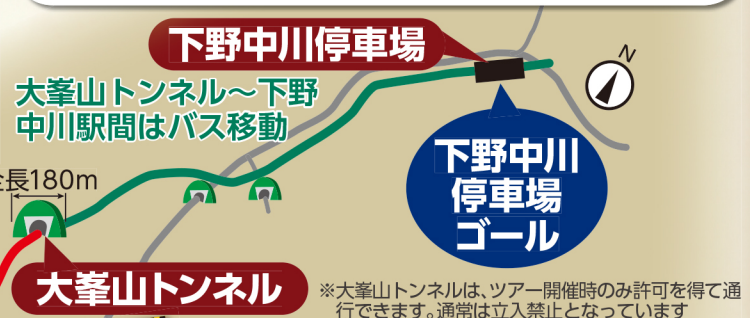 下野中川停車場
N
大峯山トンネル〜下野
中川駅間はバス移動
下野中川
停車場
ゴール
全長180m
大峯山トンネル
※大峯山トンネルは、ツアー開催時のみ許可を得て通
行できます。通常は立入禁止となっています